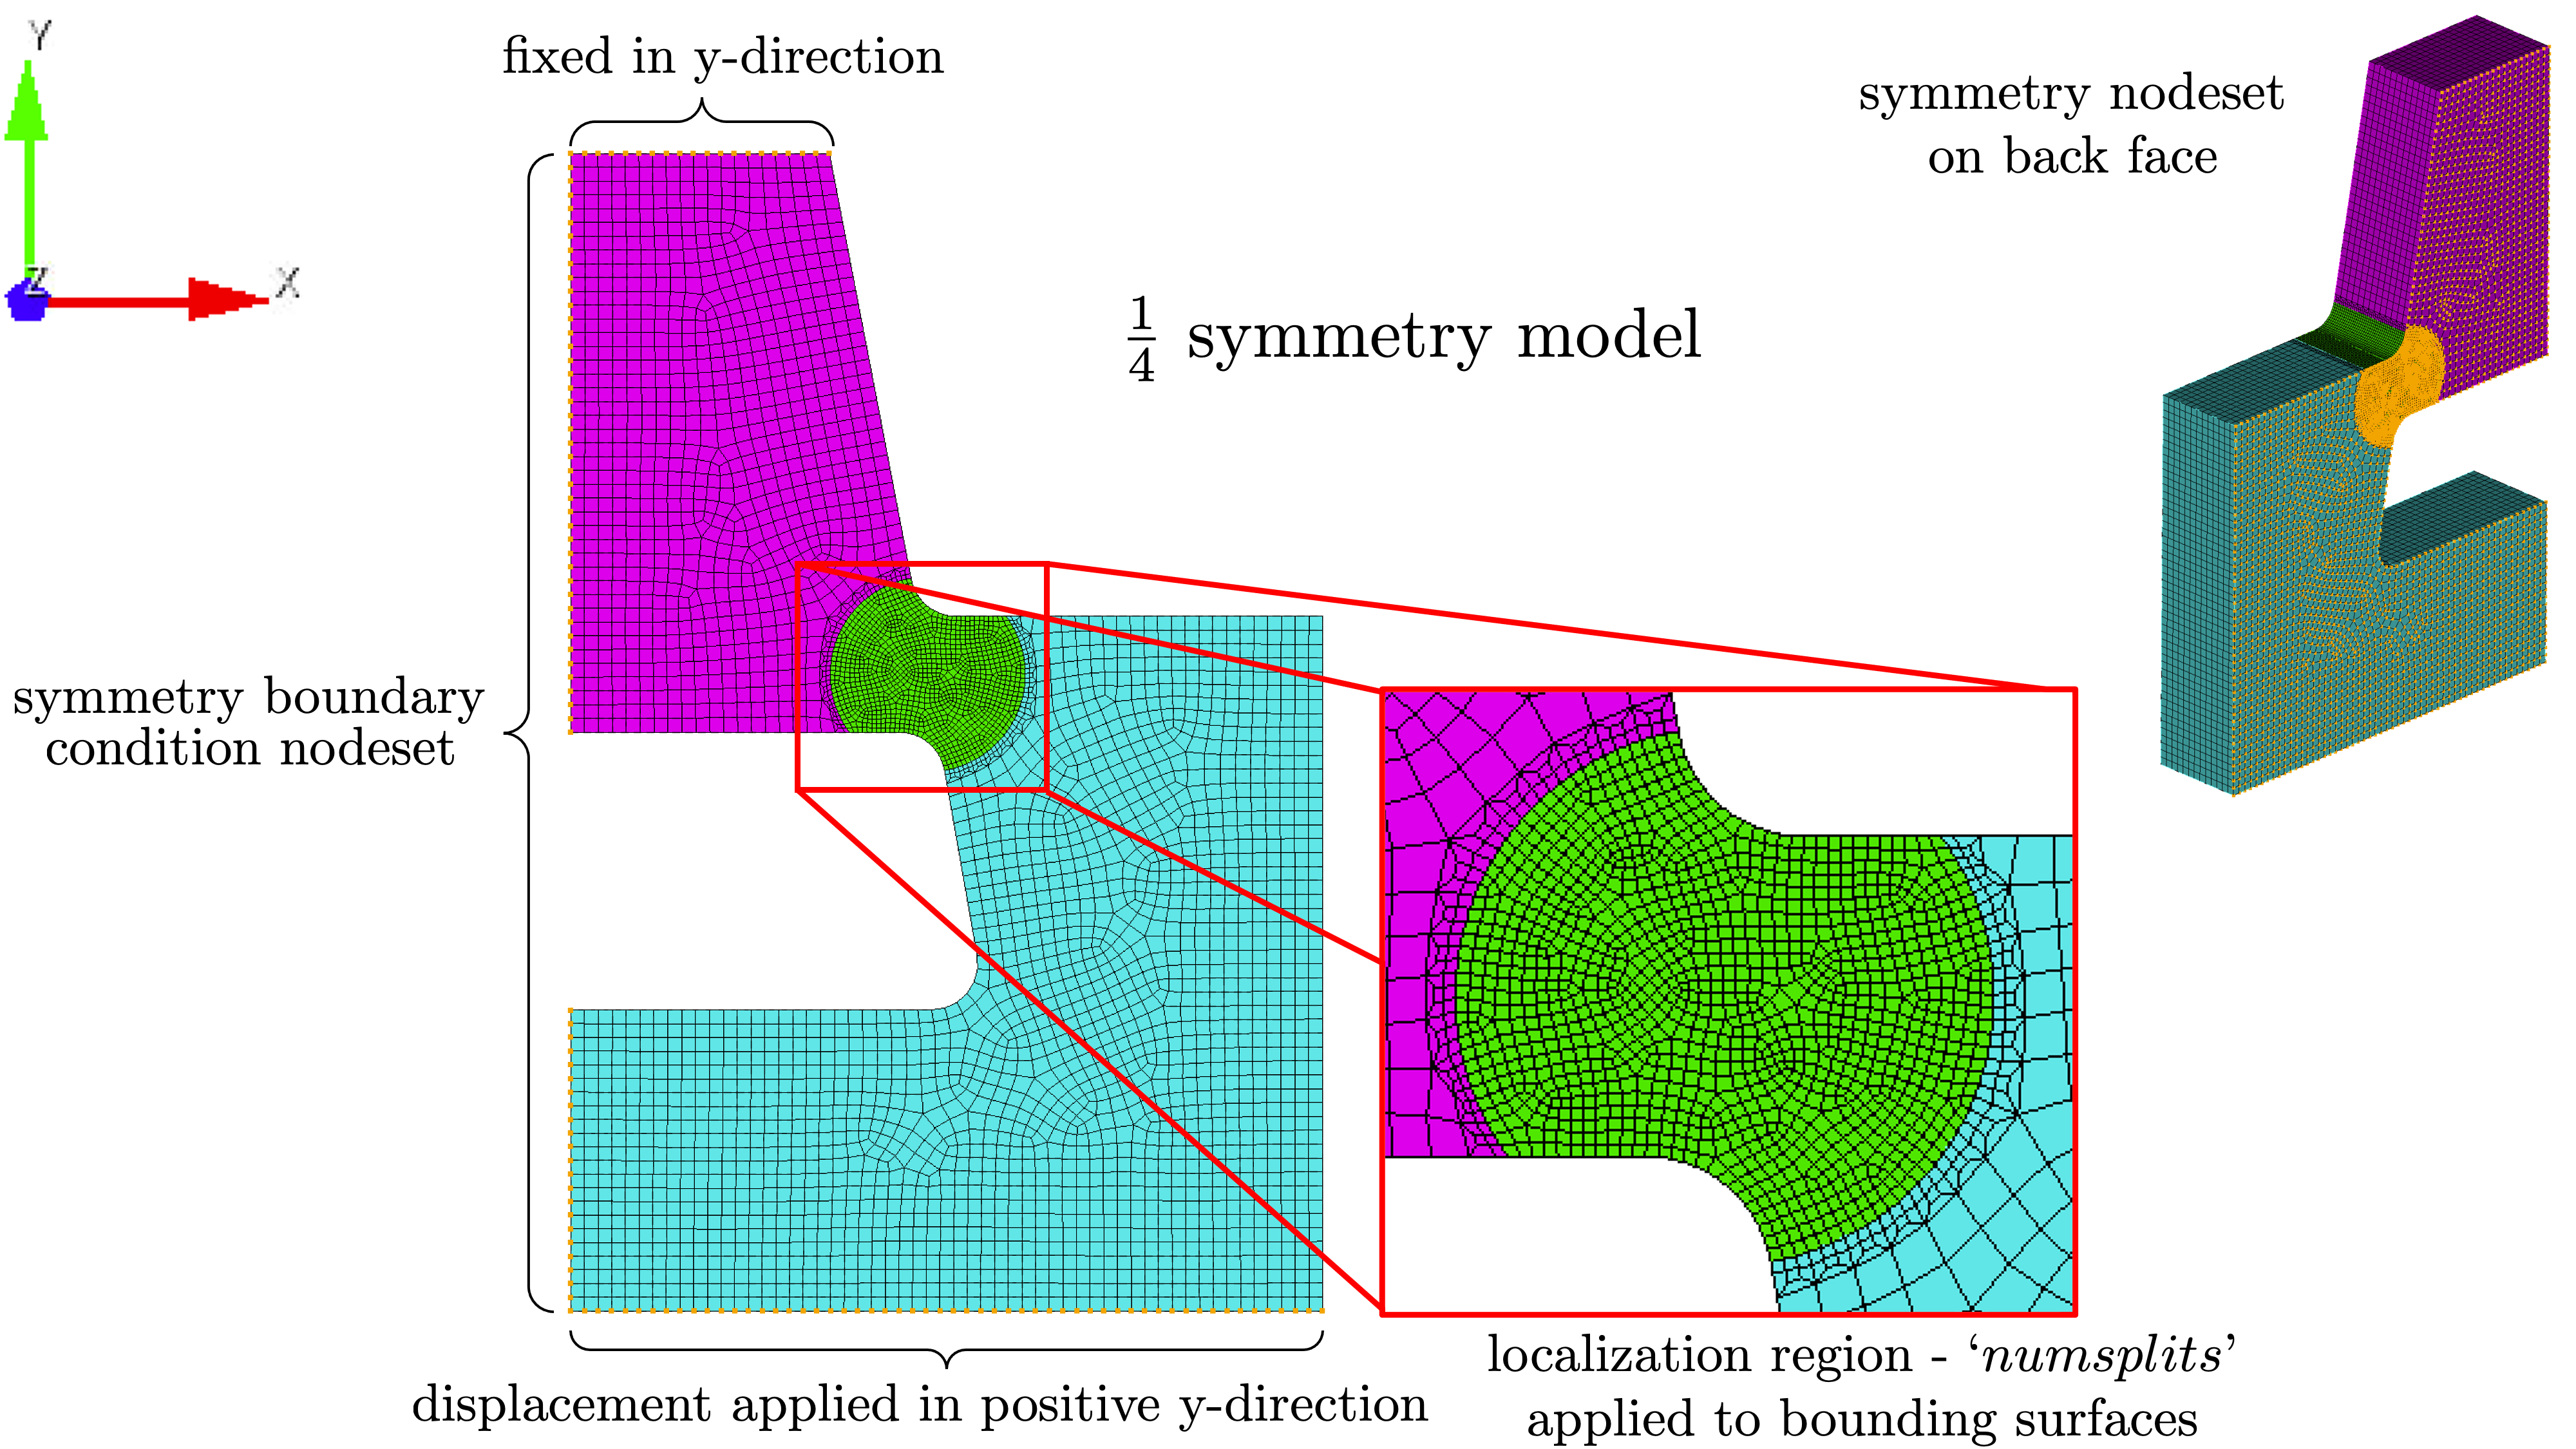 Y
Z
X
fixed in y-direction
symmetry nodeset
on back face
1/4 symmetry model
symmetry boundary
condition nodeset
displacement applied in positive y-direction
localization region - ‘numsplits’
applied to bounding surfaces